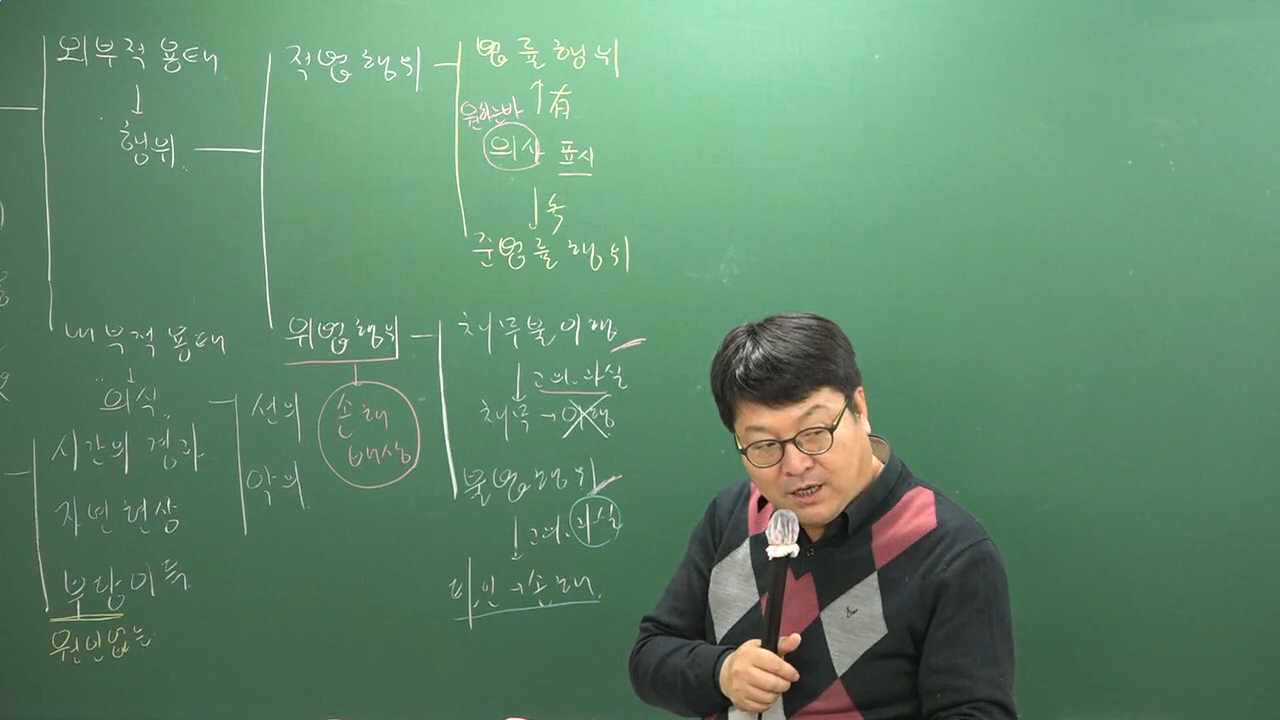 외부적 용태
↓
행위
내부적 용태
↓
의식
선의
악의
시간의 경과
자연현상
부당이득
원인없는
적법행위
법률행위
↑有
원하는바
의사 표시
↓
준법률행위
위법행위
손해
배상
채무불이행
↓고의.과실
채무→이행
불법행위
↓고의.과실
타인→손해